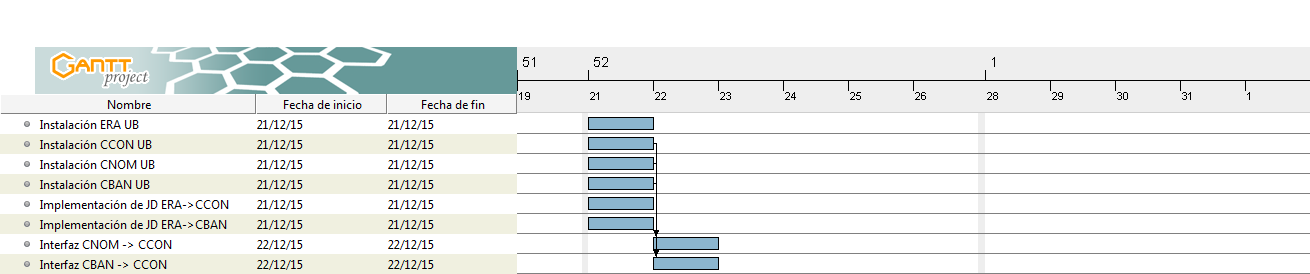 GANTT
project
51 52 1
19 21 22 23 24 25 26 28 29 30 31 1
Nombre Fecha de inicio Fecha de fin
Instalación ERA UB 21/12/15 21/12/15
Instalación CCON UB 21/12/15 21/12/15
Instalación CNOM UB 21/12/15 21/12/15
Instalación CBAN UB 21/12/15 21/12/15
Implementación de JD ERA->CCON 21/12/15 21/12/15
Implementación de JD ERA->CBAN 21/12/15 21/12/15
Interfaz CNOM -> CCON 22/12/15 22/12/15
Interfaz CBAN -> CCON 22/12/15 22/12/15